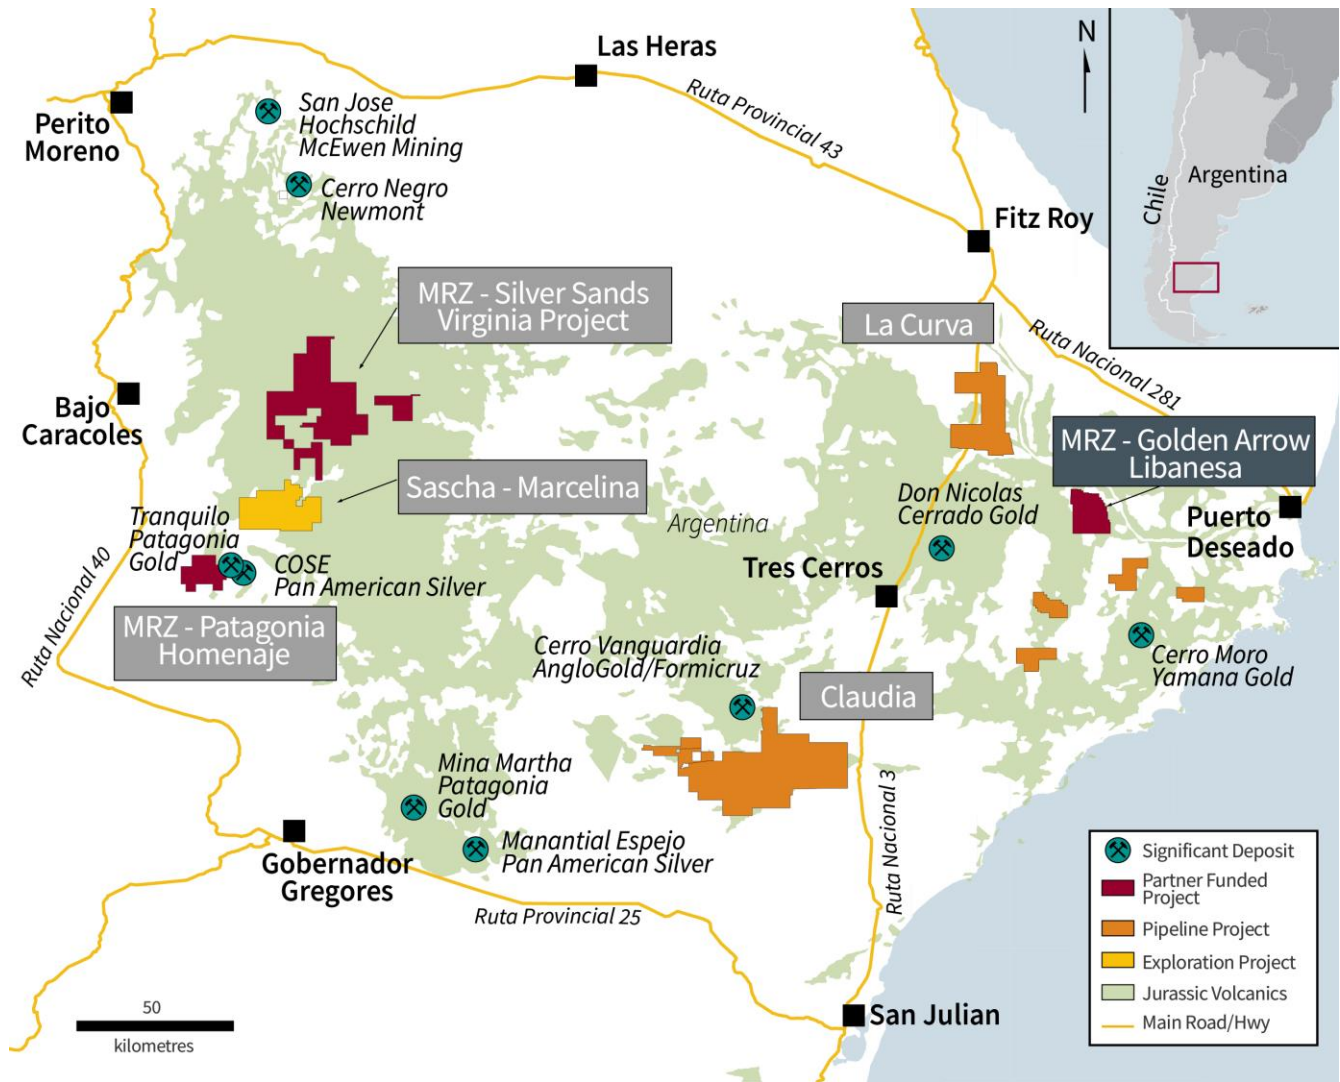 Las Heras
N
San Jose
Hochschild
McEwen Mining
Perito
Moreno
Ruta Provincial 43
Argentina
Chile
Cerro Negro
Newmont
Fitz Roy
MRZ - Silver Sands
Virginia Project
La Curva
Ruta Nacional 281
Bajo
Caracoles
MRZ - Golden Arrow
Libanesa
Sascha - Marcelina
Don Nicolas
Cerrado Gold
Argentina
Puerto
Deseado
Tranquilo
Patagonia
Gold
COSE
Pan American Silver
Tres Cerros
Ruta Nacional 40
MRZ - Patagonia
Homenaje
Cerro Vanguardia
AngloGold/Formicruz
Cerro Moro
Yamana Gold
Claudia
Mina Martha
Patagonia
Gold
Ruta Nacional 3
Manantial Espejo
Pan American Silver
Gobernador
Gregores
Ruta Provincial 25
San Julian
50
kilometres
Significant Deposit
Partner Funded
Project
Pipeline Project
Exploration Project
Jurassic Volcanics
Main Road/Hwy